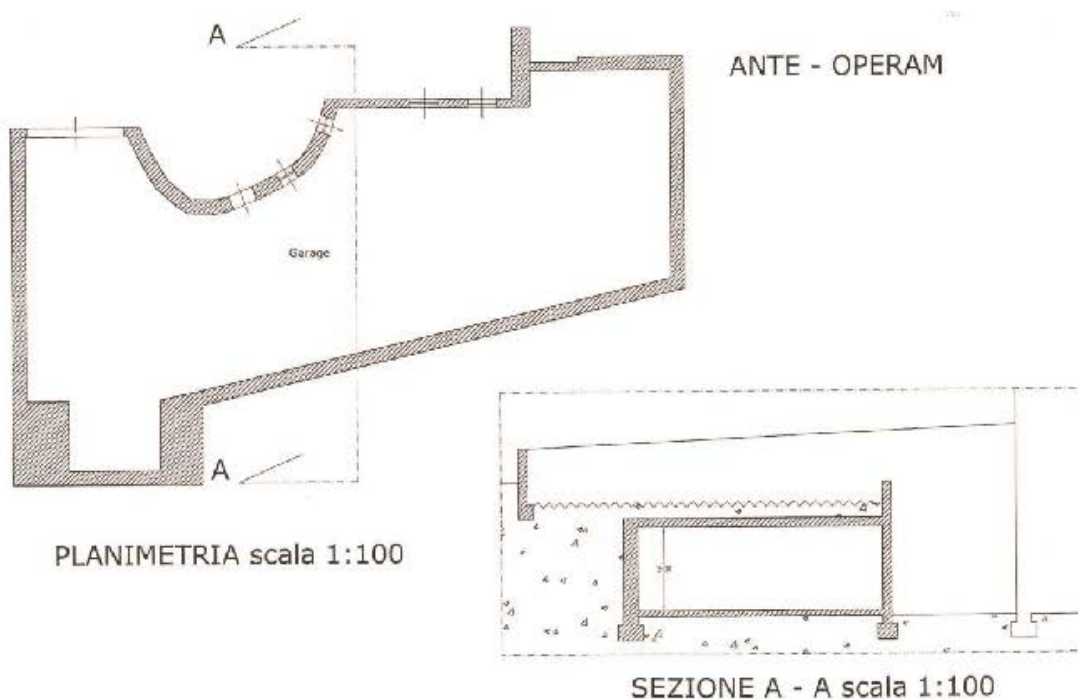 A
ANTE - OPERAM
Garage
A
PLANIMETRIA scala 1:100
SEZIONE A - A scala 1:100